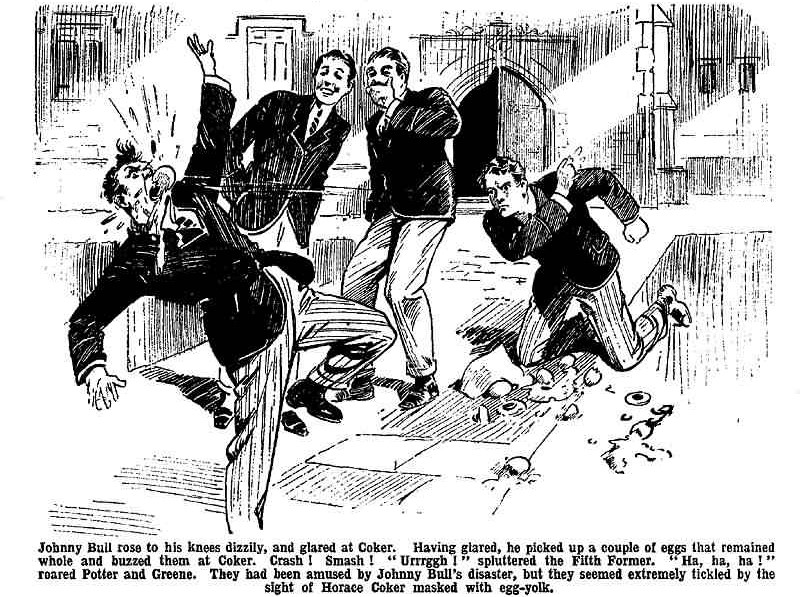 Johnny Bull rose to his knees dizzily, and glared at Coker. Having glared, he picked up a couple of eggs that remained
whole and buzzed them at Coker. Crash ! Smash ! " Urrrggh ! " spluttered the Fifth Former. " Ha, ha, ha ! "
roared Potter and Greene. They had been amused by Johnny Bull's disaster, but they seemed extremely tickled by the
sight of Horace Coker masked with egg-yolk.